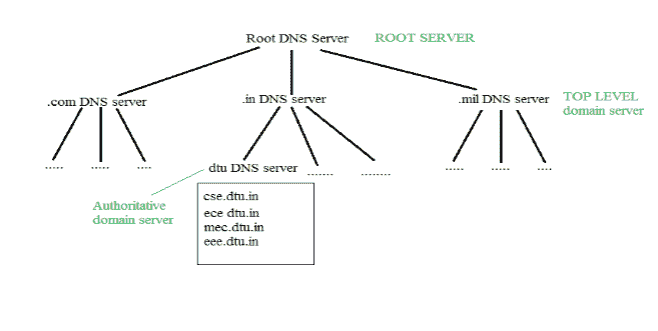 Root DNS Server ROOT SERVER
.com DNS server .in DNS server .mil DNS server TOP LEVEL
domain server
..... ..... .... dtu DNS server ....... ........ ..... ..... ....
Authoritative
domain server
cse.dtu.in
ece dtu.in
mec.dtu.in
eee.dtu.in